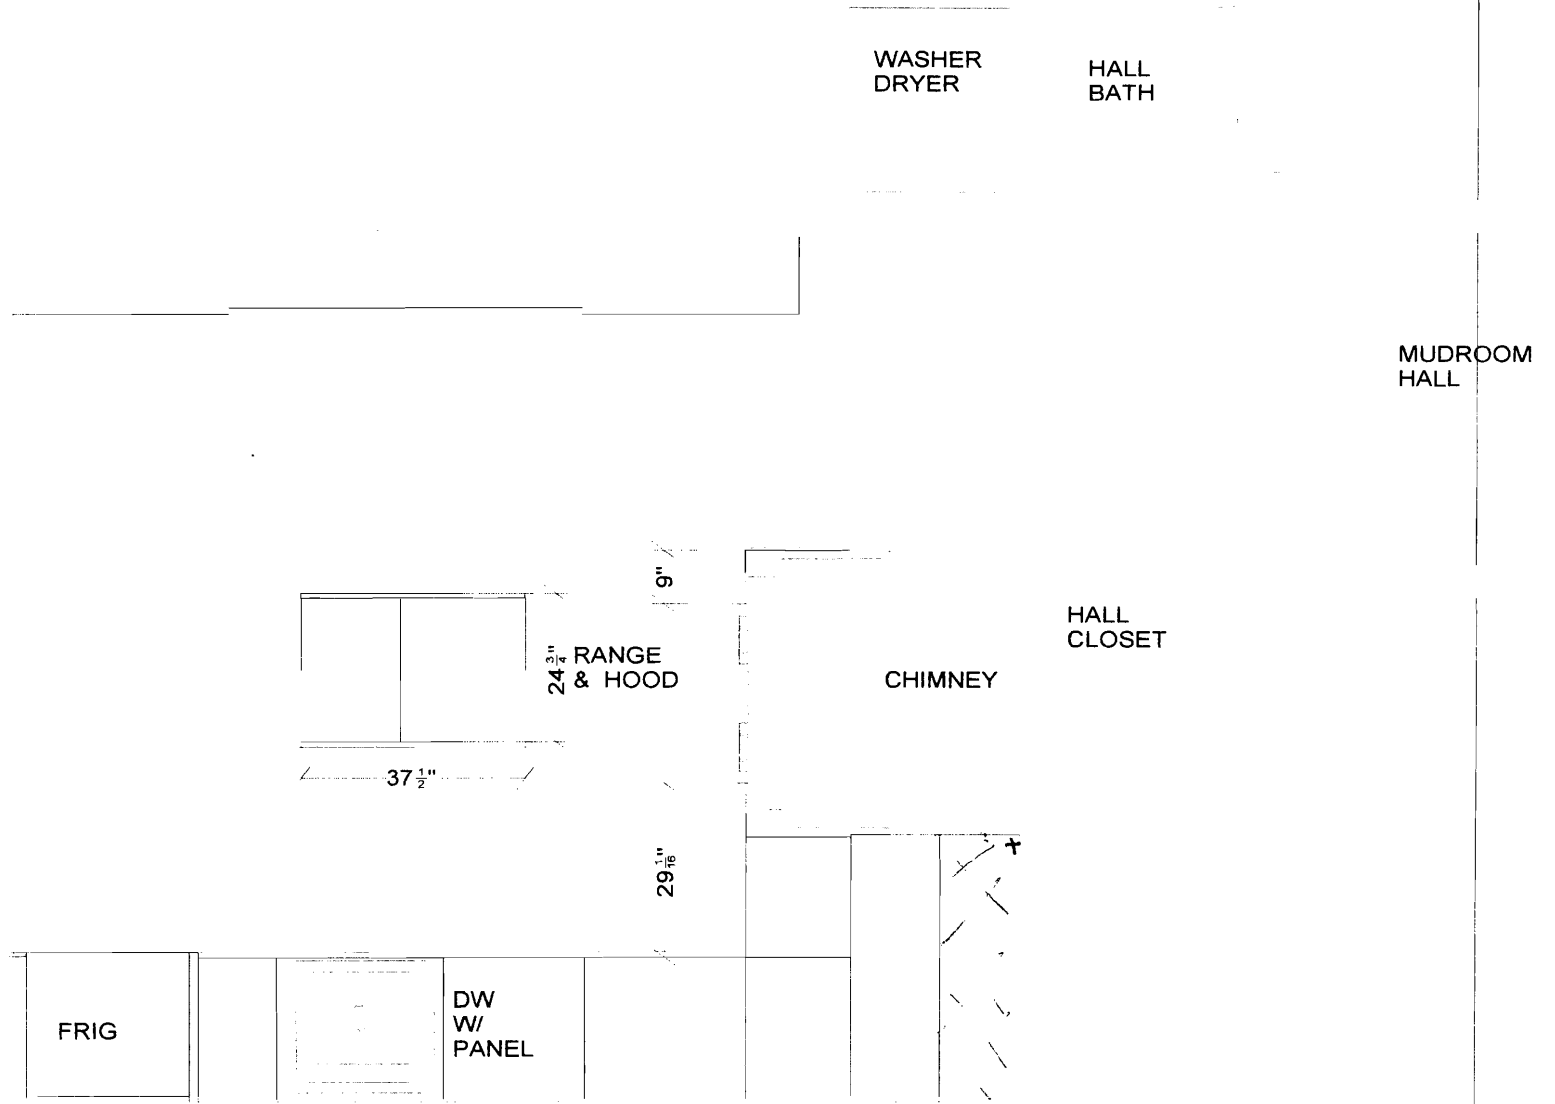 WASHER
DRYER
HALL
BATH
MUDROOM
HALL
9"
HALL
CLOSET
24 3/4"
RANGE
& HOOD
CHIMNEY
37 1/2"
29 1/16"
FRIG
DW
W/
PANEL